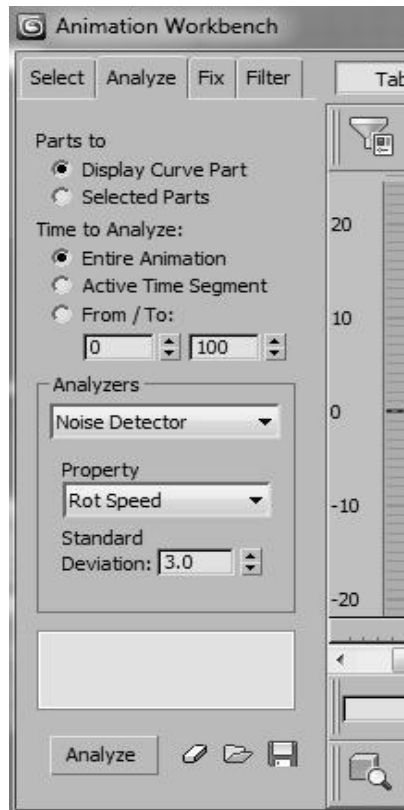 Animation Workbench
Select Analyze Fix Filter
Tab
Parts to
Display Curve Part
Selected Parts
Time to Analyze:
Entire Animation
Active Time Segment
From / To:
0 100
Analyzers
Noise Detector
Property
Rot Speed
Standard
Deviation: 3.0
Analyze
20
10
0
-10
-20